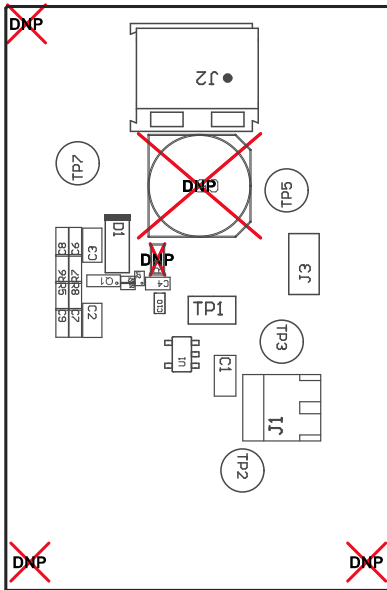 DNP
J2
TP7
DNP
TP5
D1
C8
C6
C3
DNP
J3
R6
R7
Q1
C4
R5
R8
C10
TP1
C9
C7
C2
TP3
U1
C1
J1
TP2
DNP
DNP